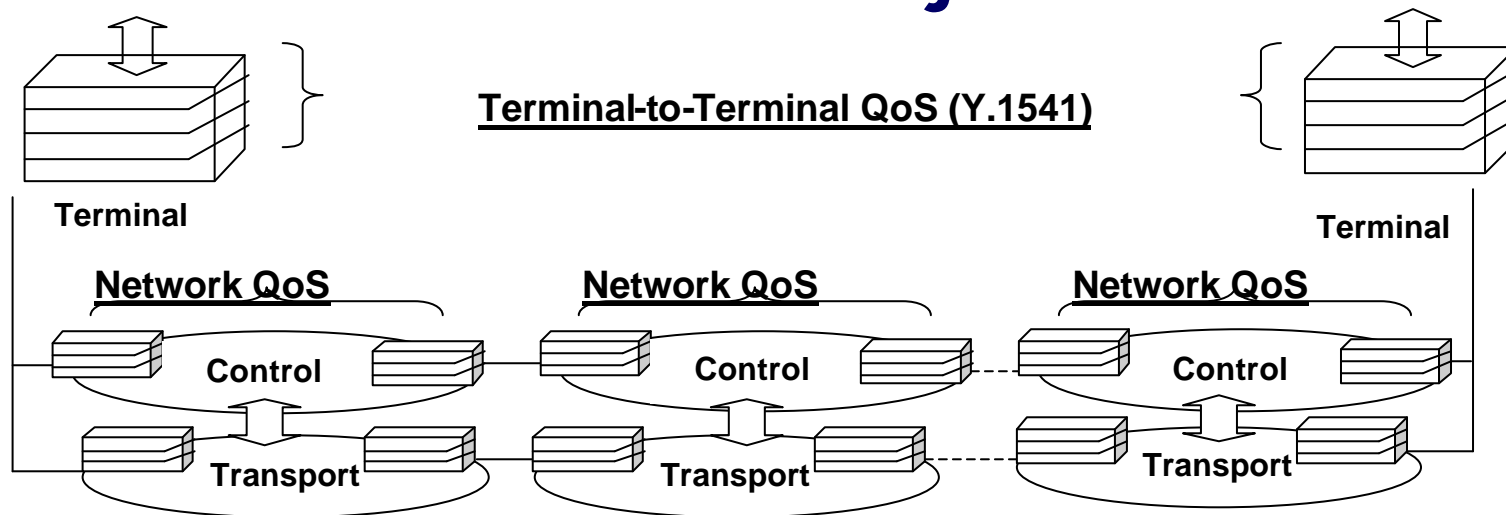 Terminal-to-Terminal QoS (Y.1541)
Terminal
Terminal
Network QoS
Network QoS
Network QoS
Control
Control
Control
Transport
Transport
Transport